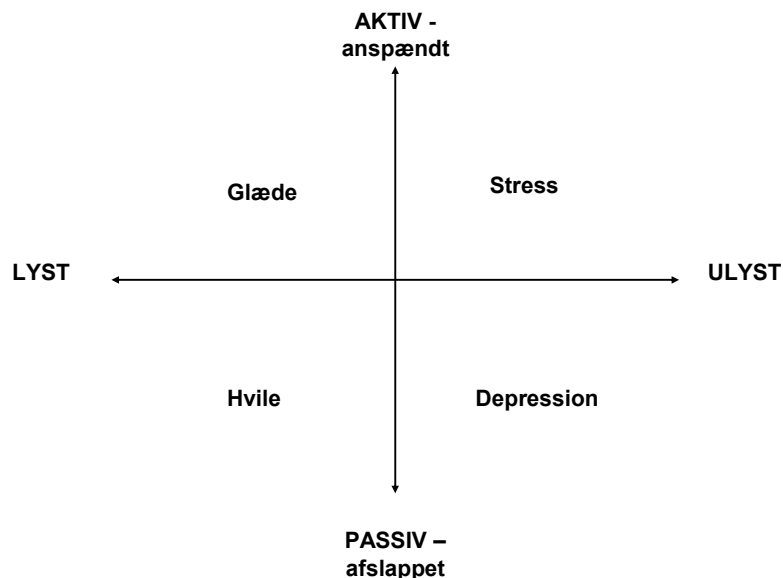 AKTIV -
anspændt
Glæde
Stress
LYST
ULYST
Hvile
Depression
PASSIV –
afslappet